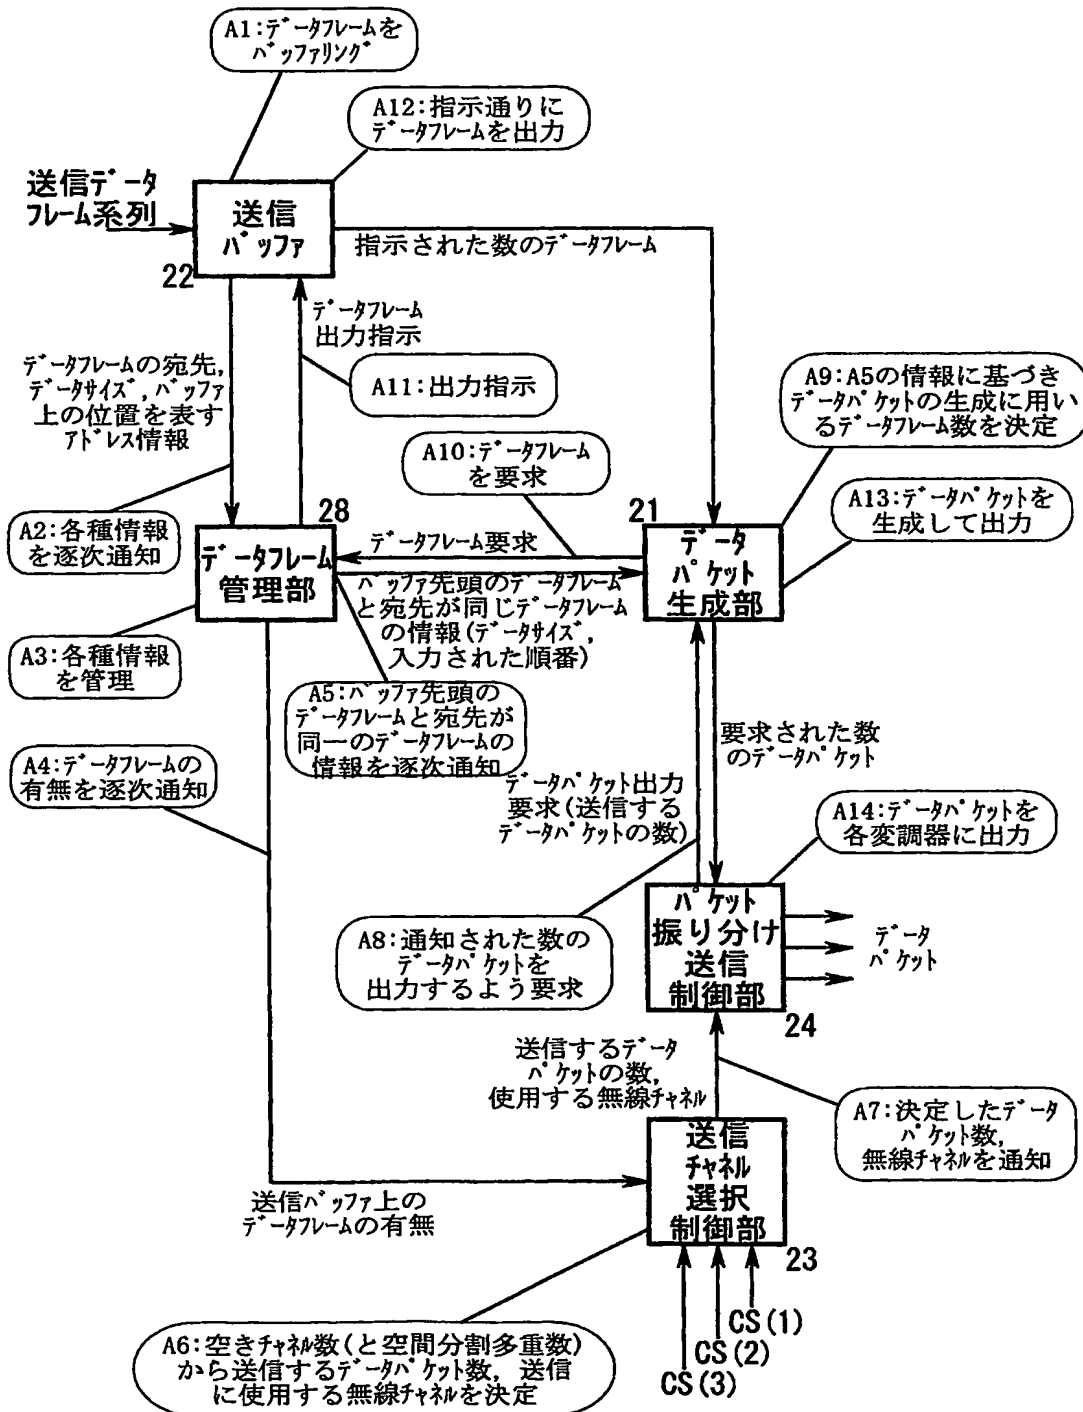 A1:データフレームを
バッファリング
A12:指示通りに
データフレームを出力
送信データ
フレーム系列
送信
バッファ
22
指示された数のデータフレーム
データフレーム
出力指示
データフレームの宛先,
データサイズ,バッファ
上の位置を表す
アドレス情報
A11:出力指示
A9:A5の情報に基づき
データパケットの生成に用い
るデータフレーム数を決定
A10:データフレーム
を要求
A2:各種情報
を逐次通知
28
データフレーム
管理部
データフレーム要求
21
データ
パケット
生成部
A13:データパケットを
生成して出力
バッファ先頭のデータフレーム
と宛先が同じデータフレーム
の情報(データサイズ,
入力された順番)
A3:各種情報
を管理
A5:バッファ先頭の
データフレームと宛先が
同一のデータフレームの
情報を逐次通知
A4:データフレームの
有無を逐次通知
要求された数
のデータパケット
データパケット出力
要求(送信する
データパケットの数)
A14:データパケットを
各変調器に出力
A8:通知された数の
データパケットを
出力するよう要求
パケット
振り分け
送信
制御部
24
データ
パケット
送信するデータ
パケットの数,
使用する無線チャネル
A7:決定したデータ
パケット数,
無線チャネルを通知
送信バッファ上の
データフレームの有無
送信
チャネル
選択
制御部
23
CS(1)
CS(2)
CS(3)
A6:空きチャネル数(と空間分割多重数)
から送信するデータパケット数, 送信
に使用する無線チャネルを決定